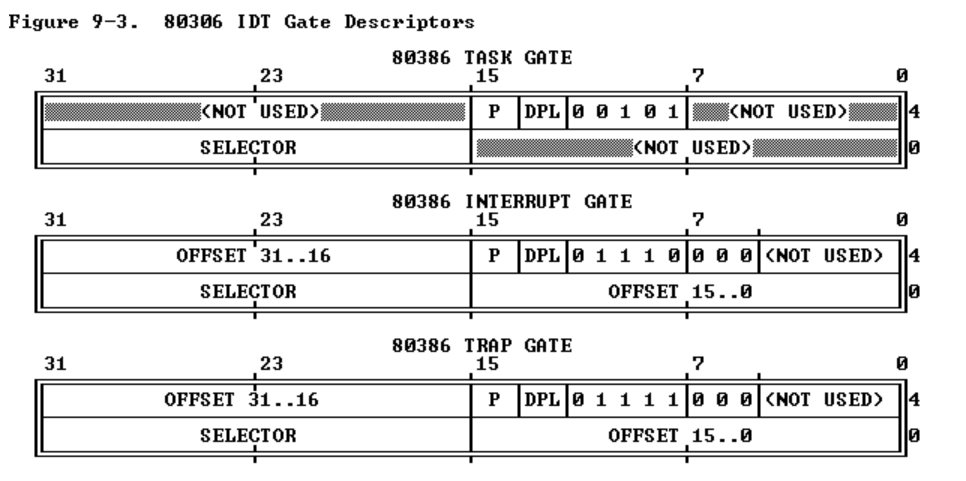 Figure 9-3. 80306 IDT Gate Descriptors
80386 TASK GATE
31 23 15 7 0
(NOT USED) P DPL 0 0 1 0 1 (NOT USED) 4
SELECTOR (NOT USED) 0
80386 INTERRUPT GATE
31 23 15 7 0
OFFSET 31..16 P DPL 0 1 1 1 0 0 0 0 (NOT USED) 4
SELECTOR OFFSET 15..0 0
80386 TRAP GATE
31 23 15 7 0
OFFSET 31..16 P DPL 0 1 1 1 1 0 0 0 (NOT USED) 4
SELECTOR OFFSET 15..0 0